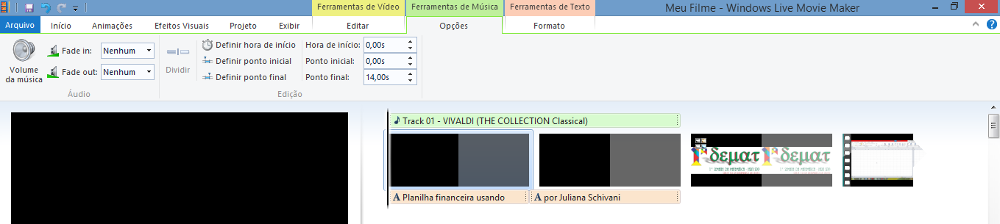 Ferramentas de Vídeo Ferramentas de Música Ferramentas de Texto Meu Filme - Windows Live Movie Maker
Arquivo Início Animações Efeitos Visuais Projeto Exibir Editar Opções Formato
Volume da música
Fade in: Nenhum
Fade out: Nenhum
Áudio
Dividir
Definir hora de início Hora de início: 0,00s
Definir ponto inicial Ponto inicial: 0,00s
Definir ponto final Ponto final: 14,00s
Edição
Track 01 - VIVALDI (THE COLLECTION Classical)
δεματ δεματ
A Planilha financeira usando A por Juliana Schivani